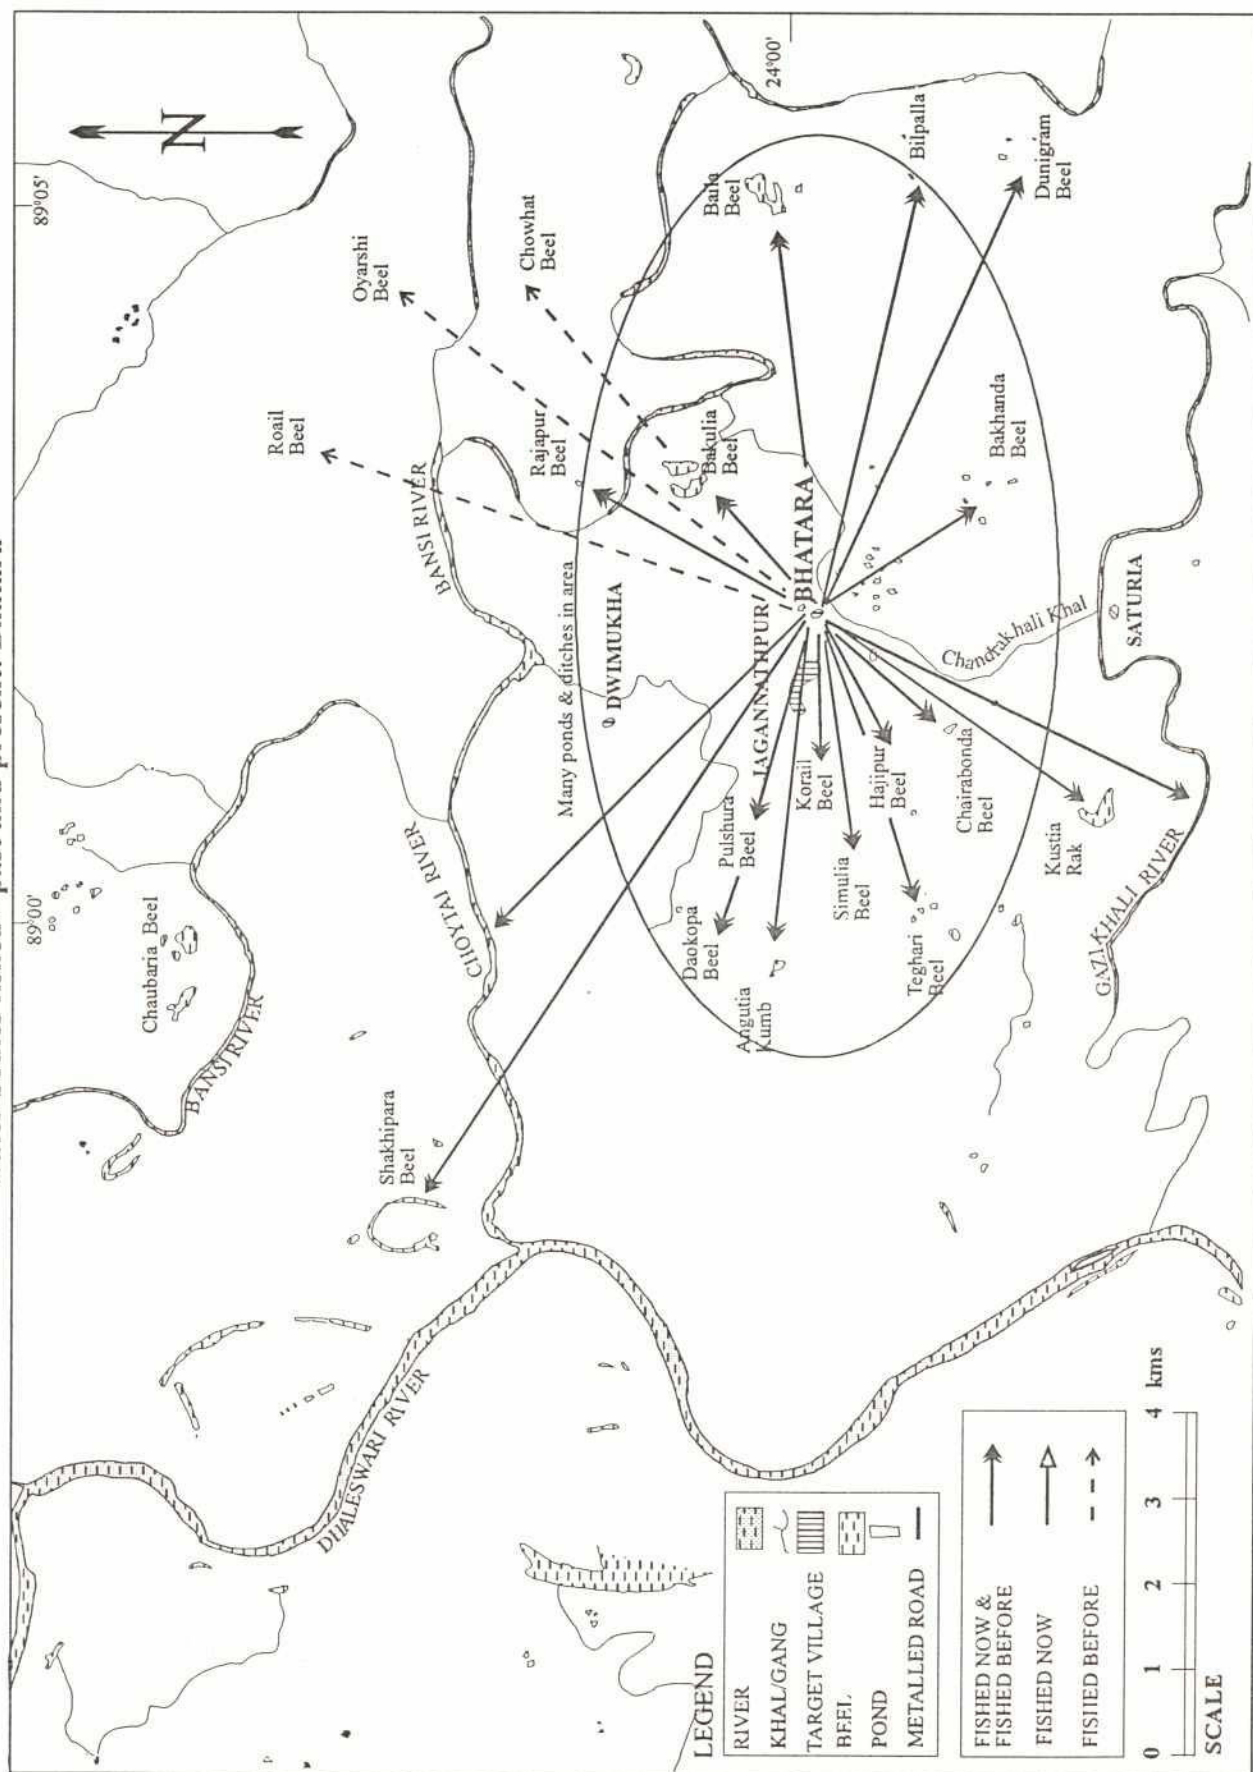 89°00'
89°05'
N
24°00'
Chaubaria Beel
BANSI RIVER
Shakhipara
Beel
DHALESWARI RIVER
CHOYTAI RIVER
BANSI RIVER
Roail
Beel
Oyarshi
Beel
Chowhat
Beel
Rajapur
Beel
Many ponds & ditches in area
DWIMUKHA
Bakulia
Beel
Baila
Beel
Daokopa
Beel
Pulshura
Beel
JAGANNATHPUR
BHATARA
Angutia
Kumb
Korail
Beel
Simulia
Beel
Hajipur
Beel
Teghari
Beel
Chairabonda
Beel
Bilpalla
Bakhanda
Beel
Dunigram
Beel
Chandrakhali Khal
Kustia
Rak
GAZIKHALI RIVER
SATURIA
LEGEND
RIVER
KHAL/GANG
TARGET VILLAGE
BEEL
POND
METALLED ROAD
FISHED NOW &
FISHED BEFORE
FISHED NOW
FISHED BEFORE
0 1 2 3 4 kms
SCALE